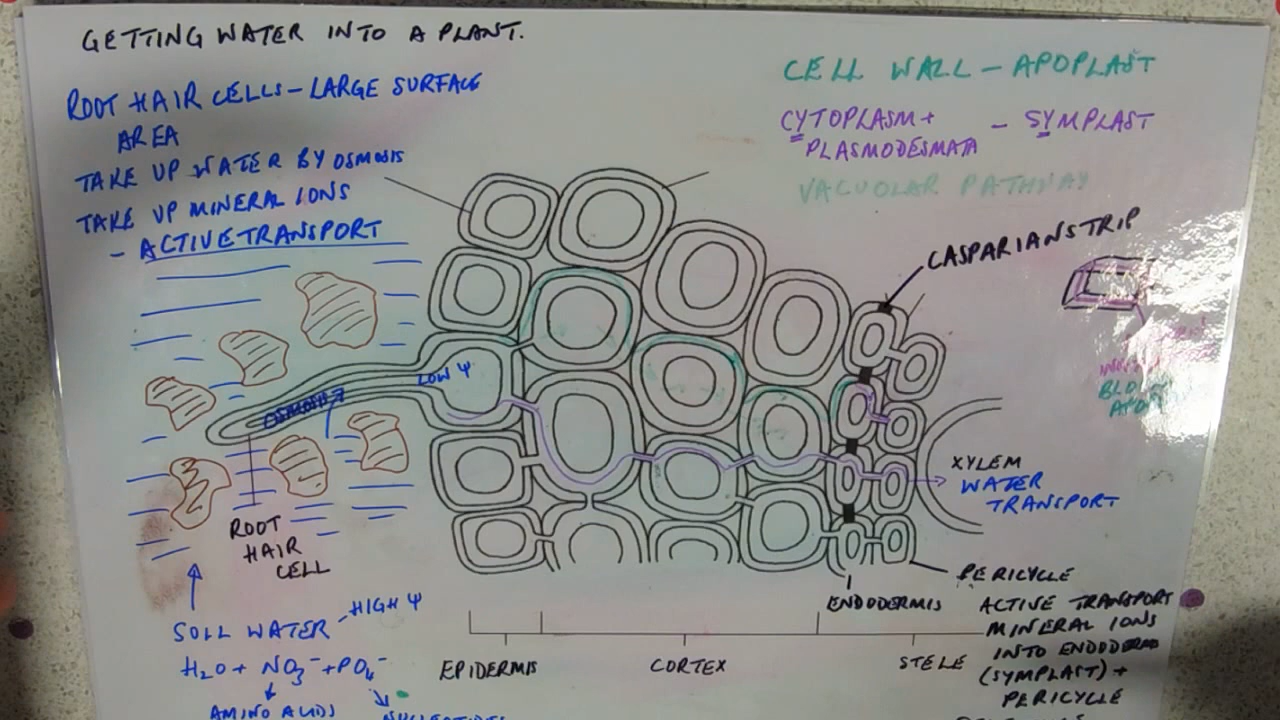 GETTING WATER INTO A PLANT.
ROOT HAIR CELLS - LARGE SURFACE
AREA
TAKE UP WATER BY OSMOSIS
TAKE UP MINERAL IONS
- ACTIVE TRANSPORT
CELL WALL - APOPLAST
CYTOPLASM + - SYMPLAST
PLASMODESMATA
VACUOLAR PATHWAY
CASPARIAN STRIP
LOW Ψ
OSMOSIS
XYLEM
WATER
TRANSPORT
ROOT
HAIR
CELL
SOIL WATER - HIGH Ψ
H2O + NO3⁻ + PO4⁻
AMINO ACIDS
NUCLEOTIDES
EPIDERMIS
CORTEX
STELE
ENDODERMIS
PERICYCLE
ACTIVE TRANSPORT
MINERAL IONS
INTO ENDODERMIS
(SYMPLAST) +
PERICYCLE